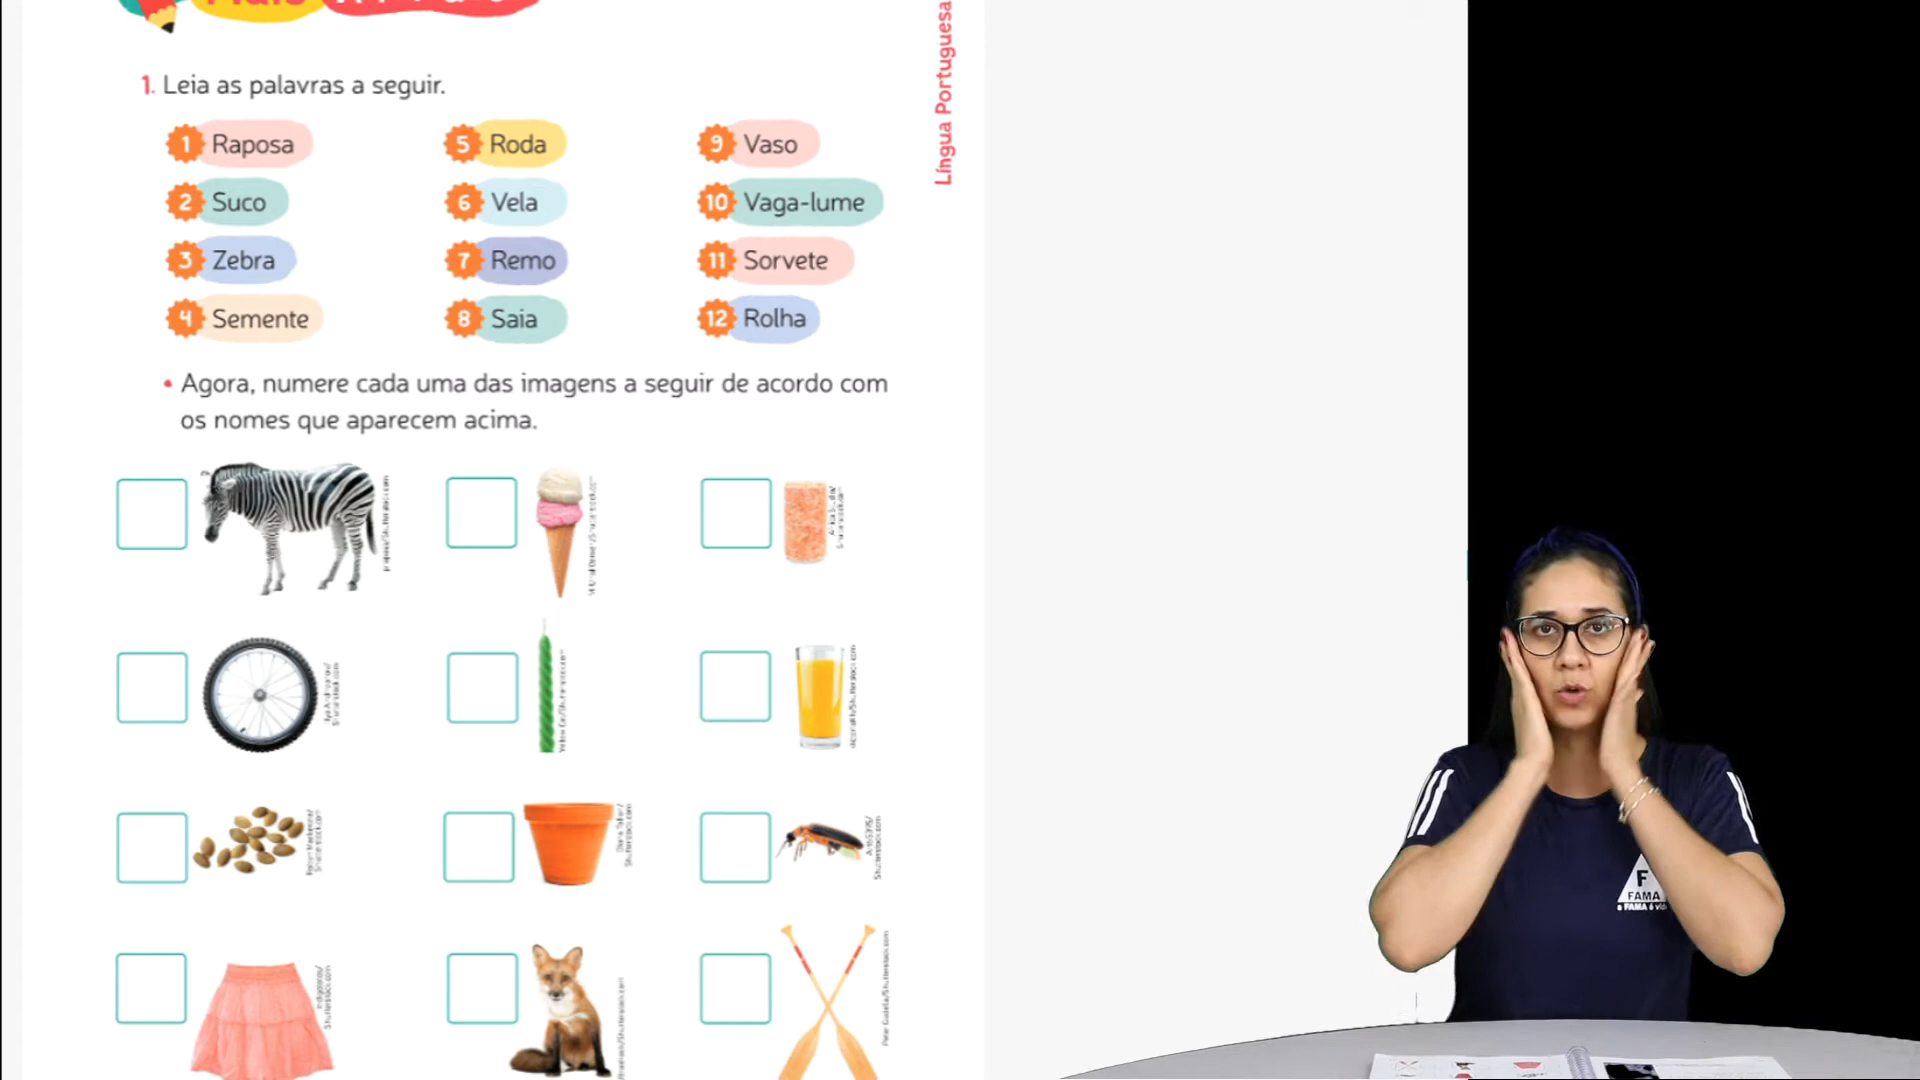 Mais
Língua Portuguesa
1. Leia as palavras a seguir.
1 Raposa
2 Suco
3 Zebra
4 Semente
5 Roda
6 Vela
7 Remo
8 Saia
9 Vaso
10 Vaga-lume
11 Sorvete
12 Rolha
• Agora, numere cada uma das imagens a seguir de acordo com
os nomes que aparecem acima.
F
FAMA
a FAMA é